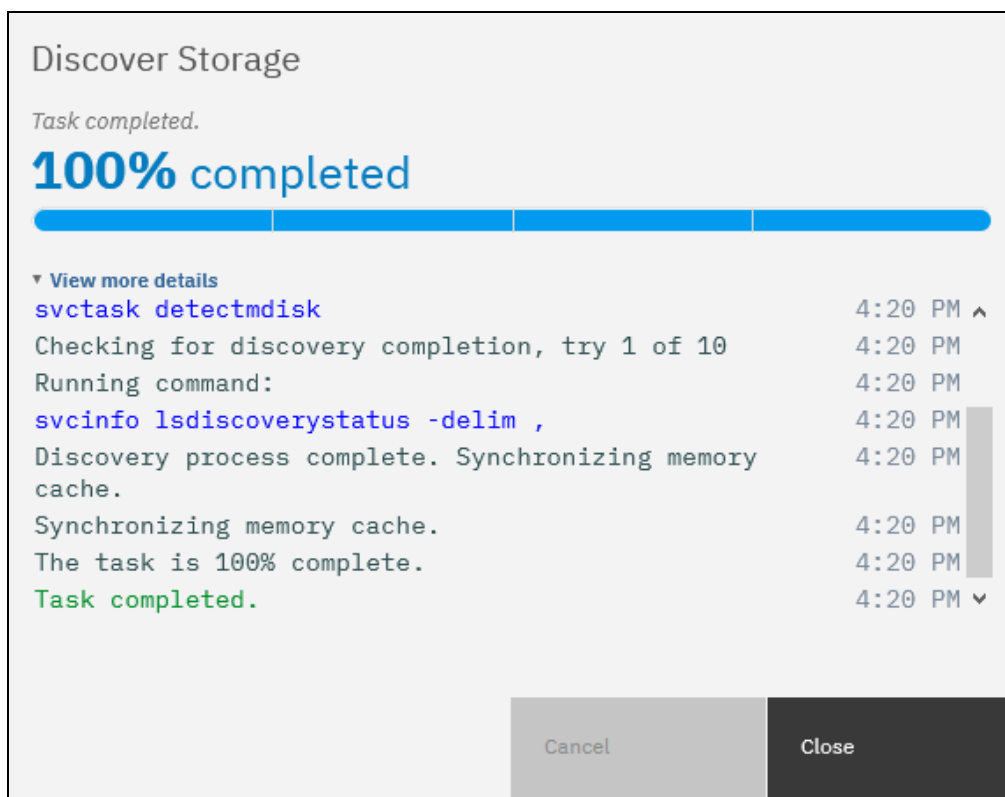 Discover Storage
Task completed.
100% completed
View more details
svctask detectmdisk 4:20 PM
Checking for discovery completion, try 1 of 10 4:20 PM
Running command: 4:20 PM
svcinfo lsdiscoverystatus -delim , 4:20 PM
Discovery process complete. Synchronizing memory 4:20 PM
cache.
Synchronizing memory cache. 4:20 PM
The task is 100% complete. 4:20 PM
Task completed. 4:20 PM
Cancel Close